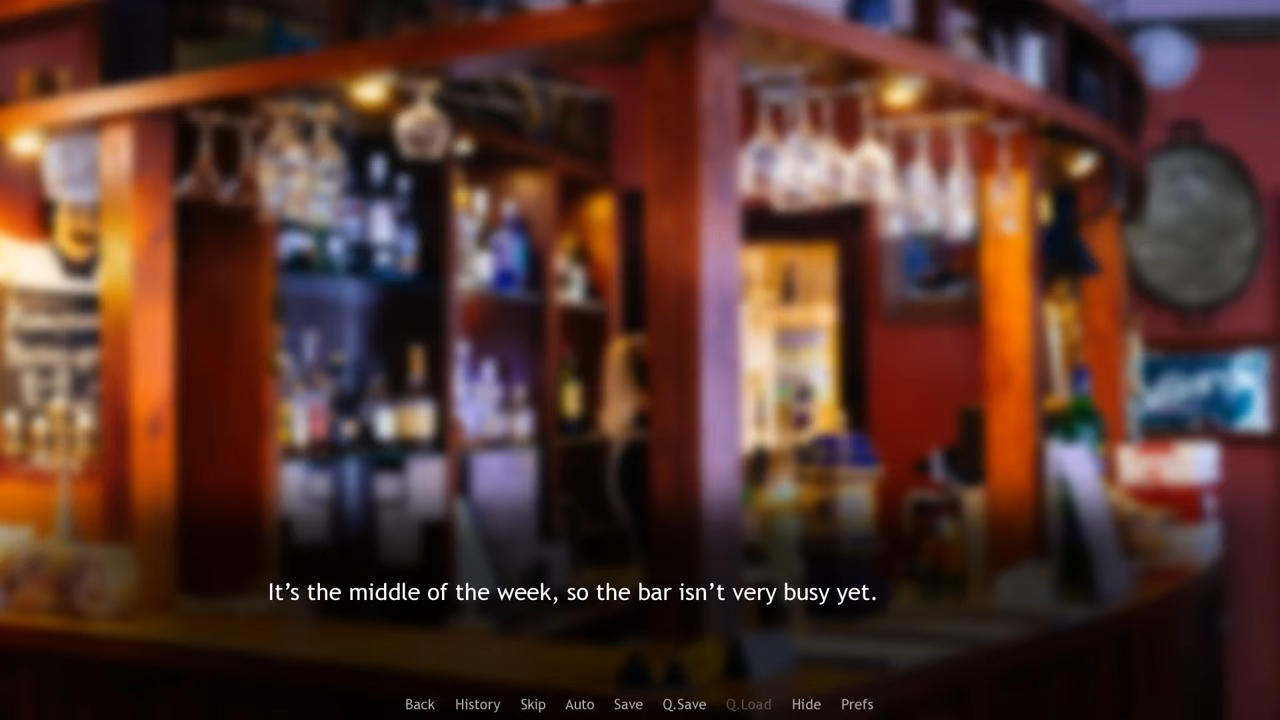 It’s the middle of the week, so the bar isn’t very busy yet.
Back History Skip Auto Save Q.Save Q.Load Hide Prefs